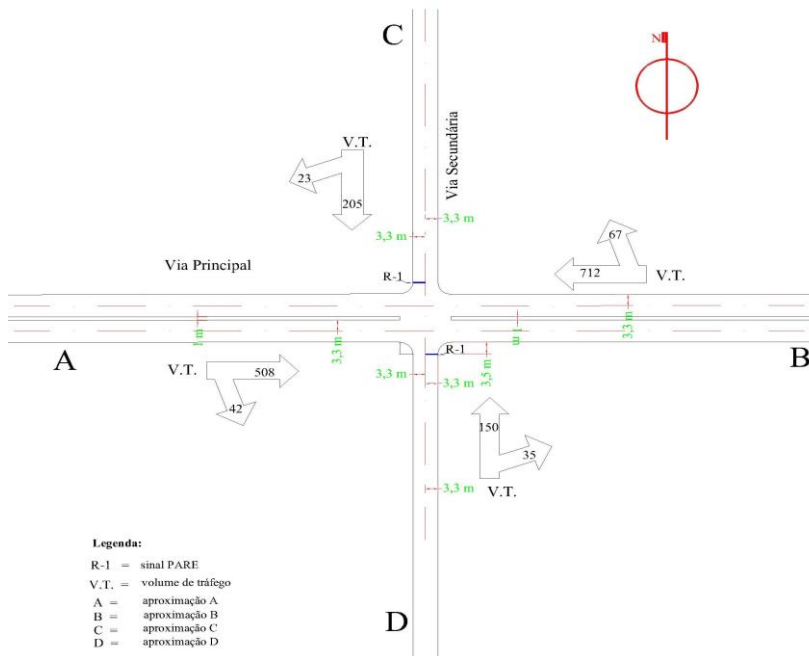 C
N
V.T.
23
205
Via Secundária
3,3 m
3,3 m
67
712
V.T.
Via Principal
R-1
1 m
3,3 m
1 m
3,3 m
A
B
V.T.
508
42
R-1
3,3 m
3,3 m
3,5 m
150
35
3,3 m
V.T.
Legenda:
R-1 = sinal PARE
V.T. = volume de tráfego
A = aproximação A
B = aproximação B
C = aproximação C
D = aproximação D
D